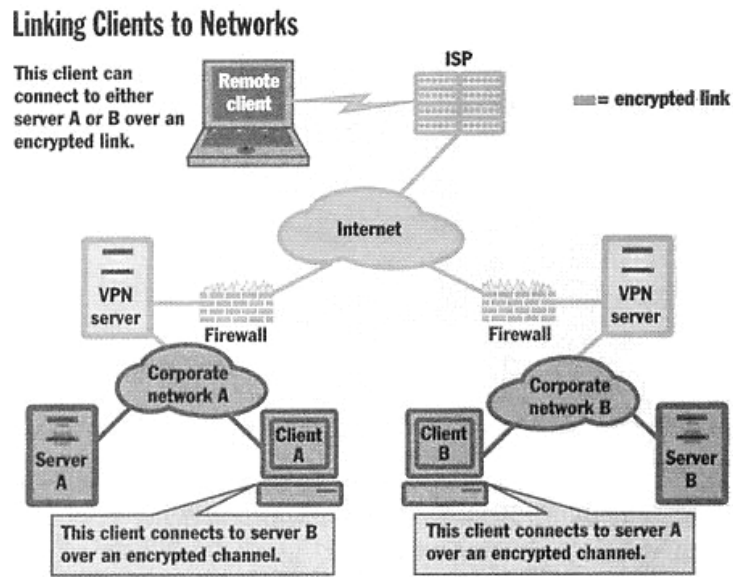 Linking Clients to Networks
This client can
connect to either
server A or B over an
encrypted link.
Remote
client
ISP
= encrypted link
Internet
VPN
server
Firewall
Firewall
VPN
server
Corporate
network A
Corporate
network B
Server
A
Client
A
Client
B
Server
B
This client connects to server B
over an encrypted channel.
This client connects to server A
over an encrypted channel.